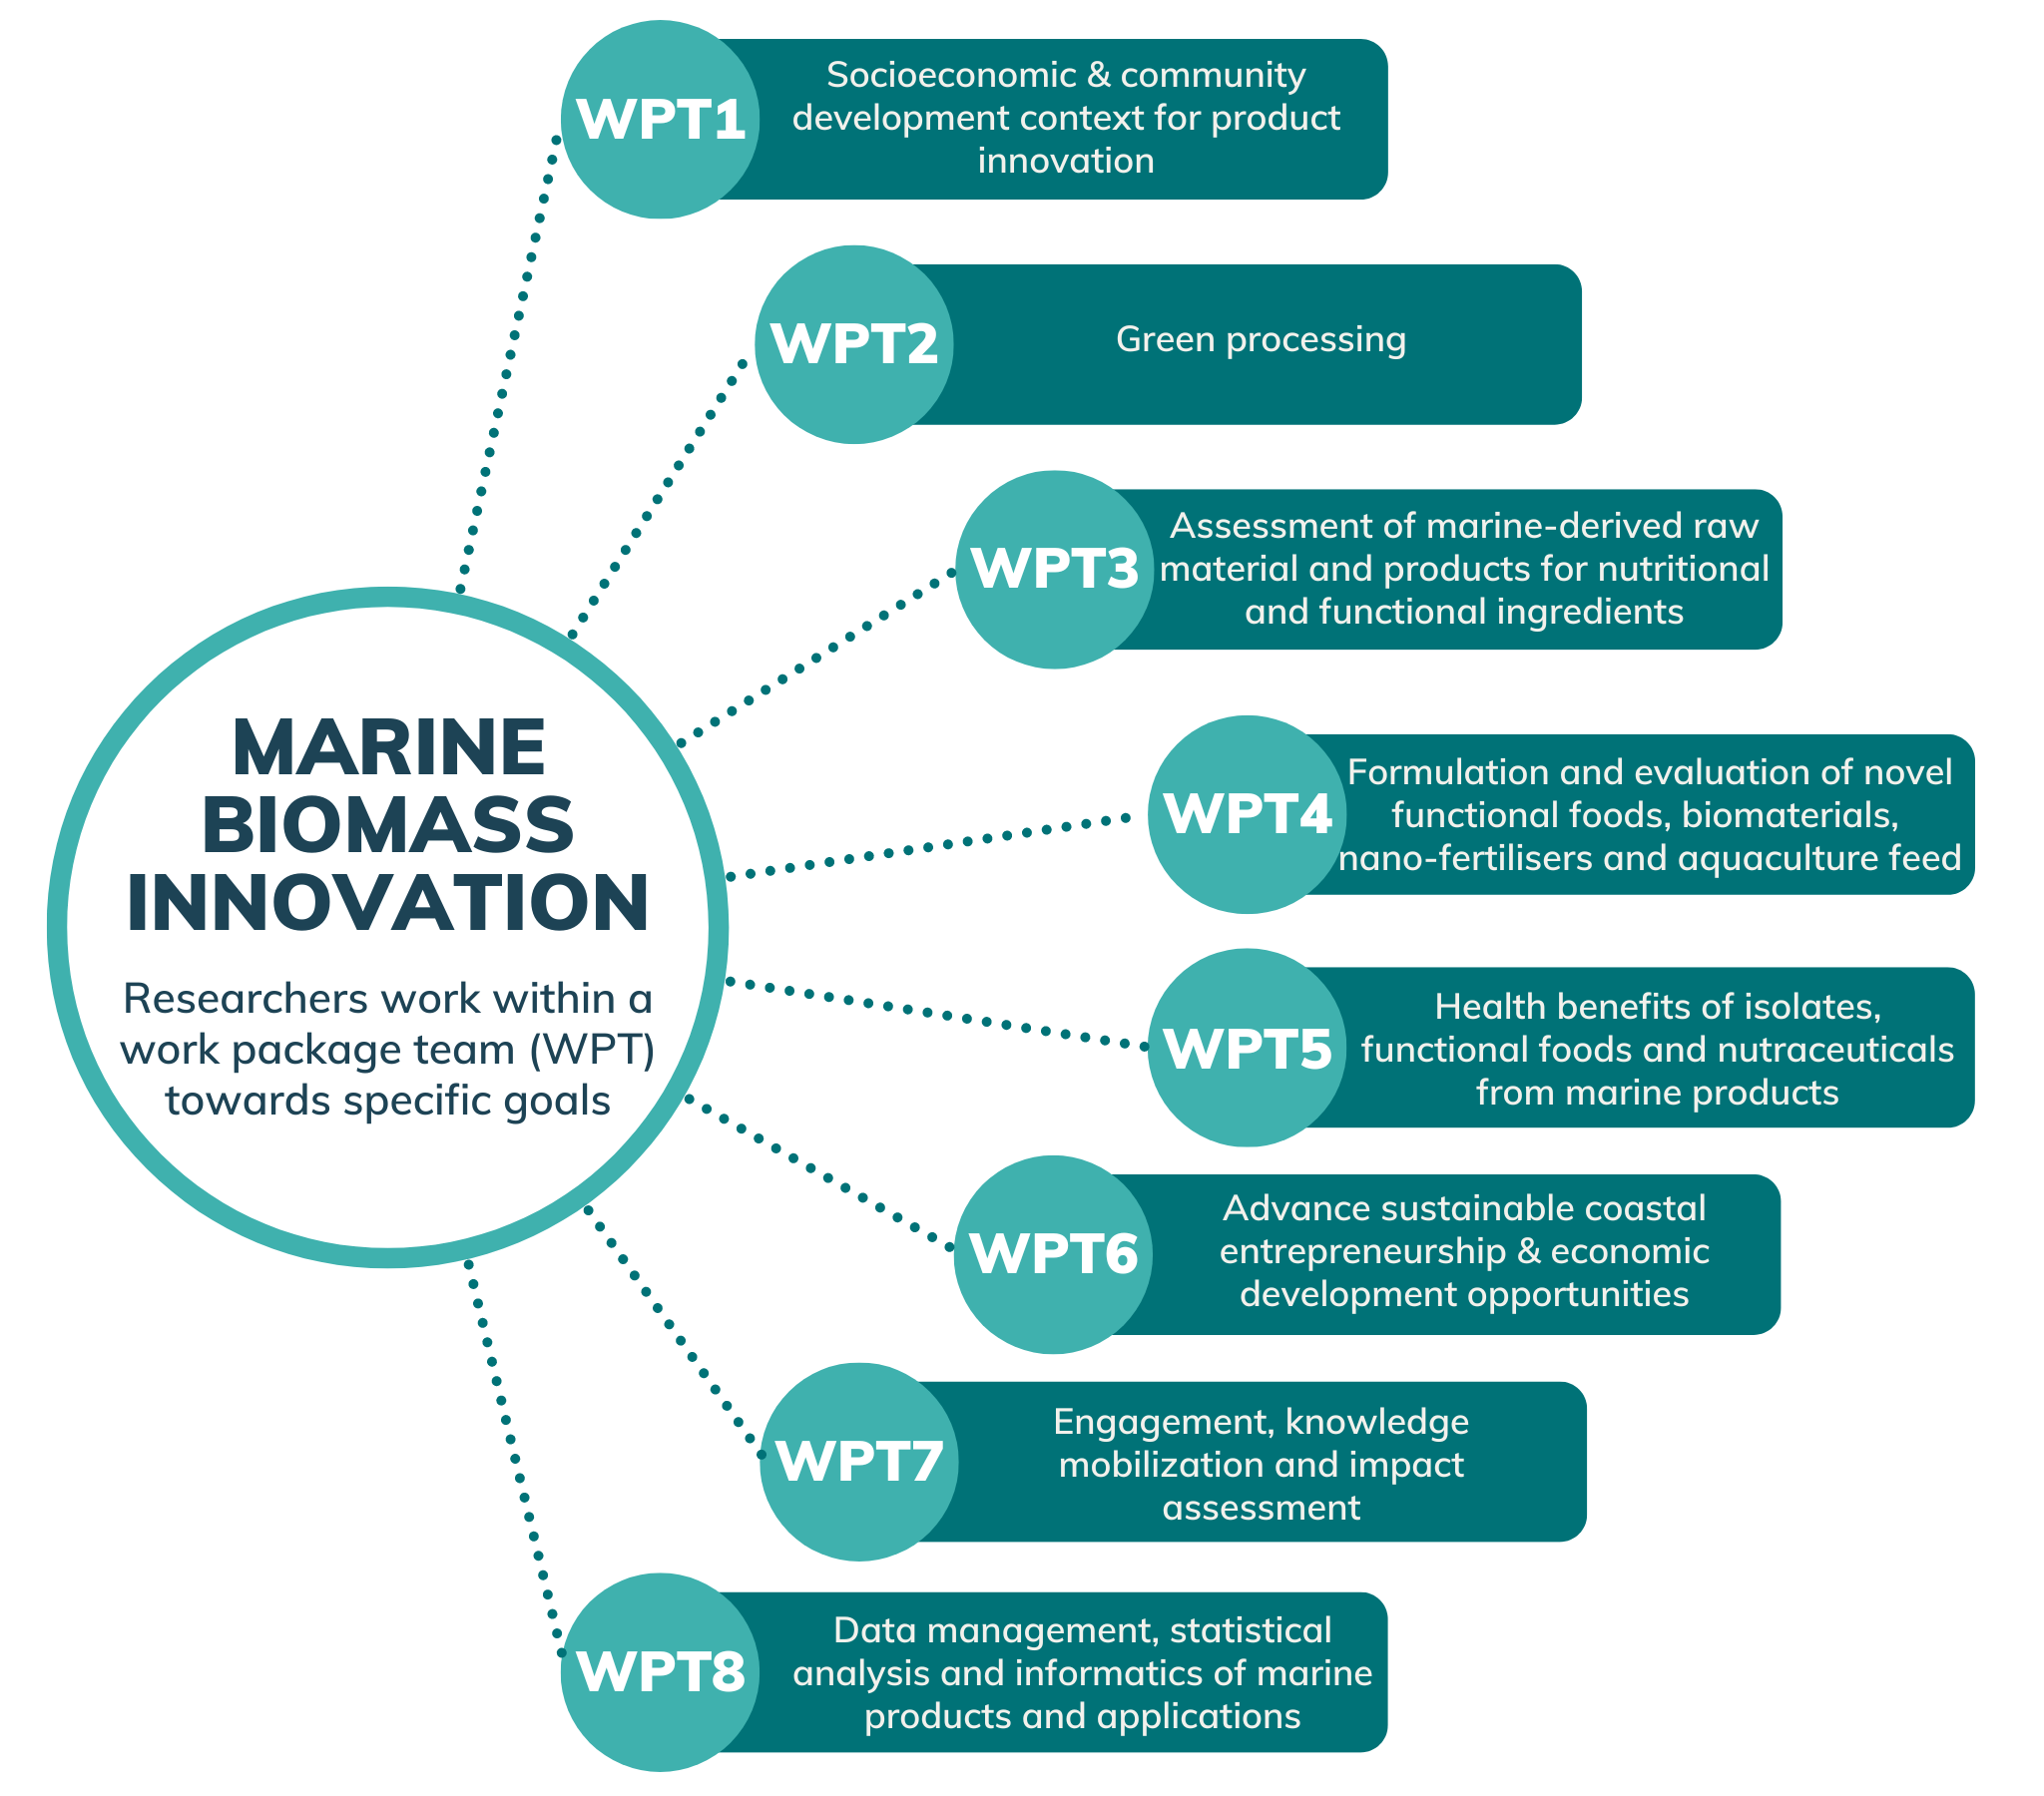 WPT1
Socioeconomic & community
development context for product
innovation
WPT2
Green processing
WPT3
Assessment of marine-derived raw
material and products for nutritional
and functional ingredients
MARINE
BIOMASS
INNOVATION
Researchers work within a
work package team (WPT)
towards specific goals
WPT4
Formulation and evaluation of novel
functional foods, biomaterials,
nano-fertilisers and aquaculture feed
WPT5
Health benefits of isolates,
functional foods and nutraceuticals
from marine products
WPT6
Advance sustainable coastal
entrepreneurship & economic
development opportunities
WPT7
Engagement, knowledge
mobilization and impact
assessment
WPT8
Data management, statistical
analysis and informatics of marine
products and applications